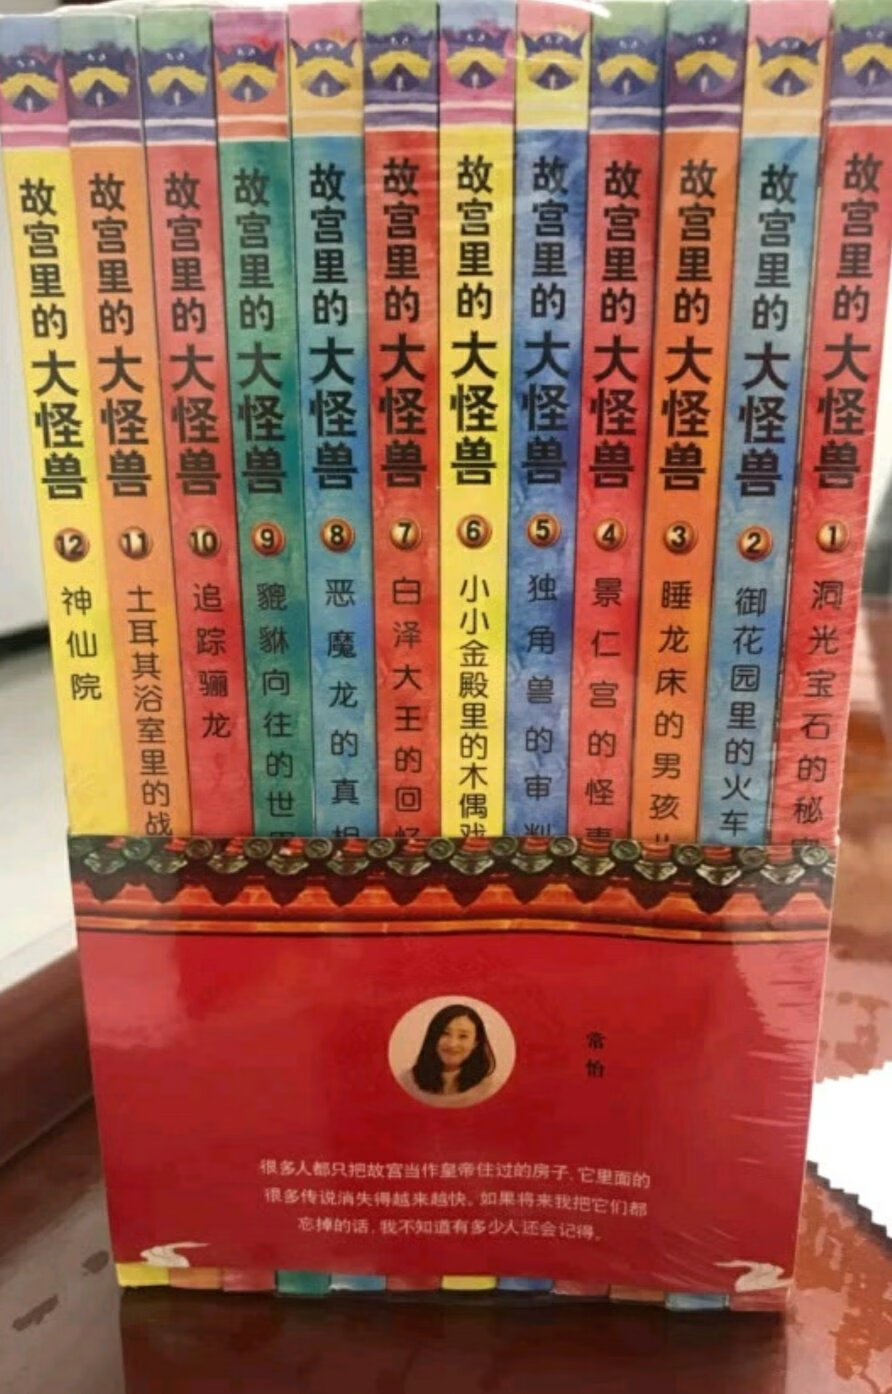 故宫里的大怪兽 12 神仙院
故宫里的大怪兽 11 土耳其浴室里的战
故宫里的大怪兽 10 追踪骊龙
故宫里的大怪兽 9 貔貅向往的世界
故宫里的大怪兽 8 恶魔龙的真相
故宫里的大怪兽 7 白泽大王的回忆
故宫里的大怪兽 6 小小金殿里的木偶戏
故宫里的大怪兽 5 独角兽的审判
故宫里的大怪兽 4 景仁宫的怪事
故宫里的大怪兽 3 睡龙床的男孩儿
故宫里的大怪兽 2 御花园里的火车
故宫里的大怪兽 1 洞光宝石的秘密
常怡
很多人都只把故宫当作皇帝住过的房子,它里面的
很多传说消失得越来越快。如果将来我把它们都
忘掉的话,我不知道有多少人还会记得。